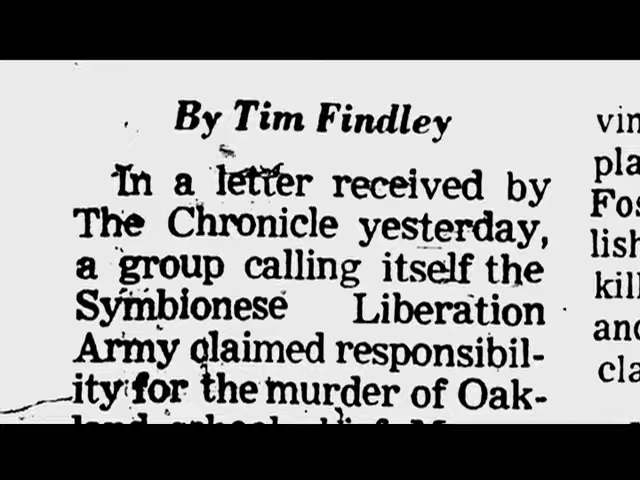 By Tim Findley
In a letter received by
The Chronicle yesterday,
a group calling itself the
Symbionese Liberation
Army claimed responsibil-
ity for the murder of Oak-
vin
pla
Fos
lish
kill
and
cla